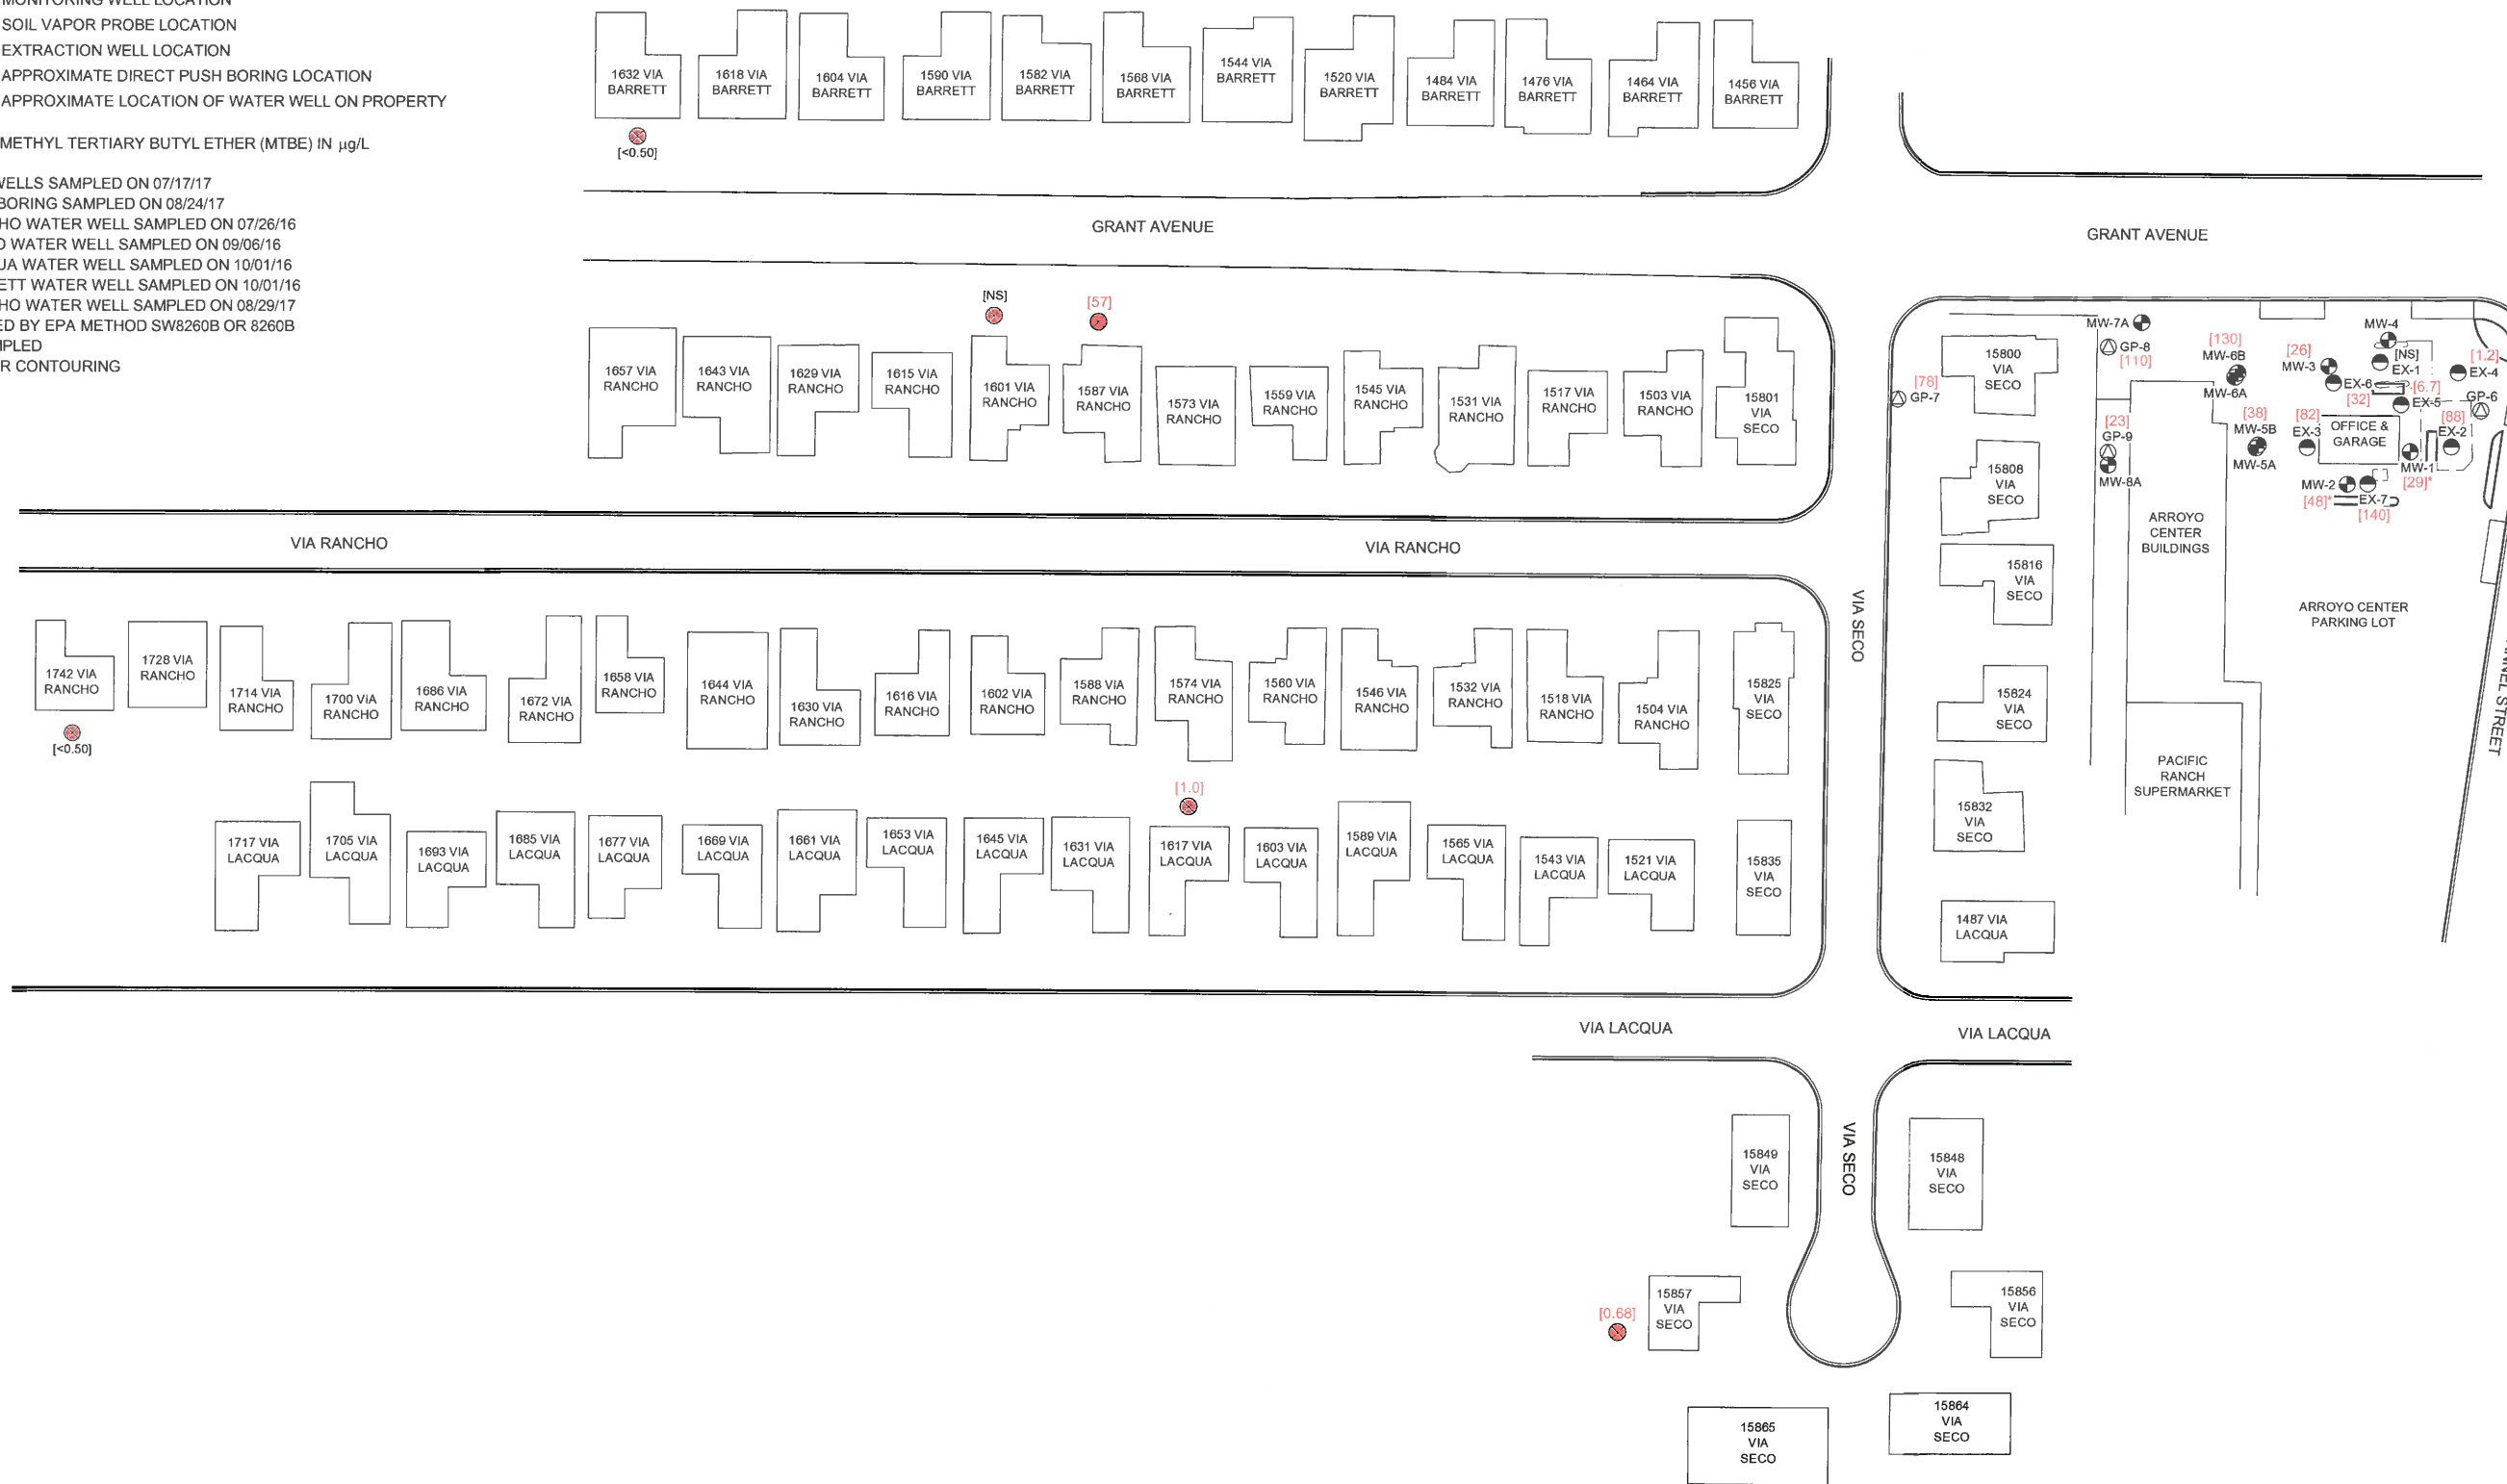 MONITORING WELL LOCATION
SOIL VAPOR PROBE LOCATION
EXTRACTION WELL LOCATION
APPROXIMATE DIRECT PUSH BORING LOCATION
APPROXIMATE LOCATION OF WATER WELL ON PROPERTY
METHYL TERTIARY BUTYL ETHER (MTBE) IN µg/L
WELLS SAMPLED ON 07/17/17
BORING SAMPLED ON 08/24/17
HO WATER WELL SAMPLED ON 07/26/16
O WATER WELL SAMPLED ON 09/06/16
UA WATER WELL SAMPLED ON 10/01/16
ETT WATER WELL SAMPLED ON 10/01/16
HO WATER WELL SAMPLED ON 08/29/17
ED BY EPA METHOD SW8260B OR 8260B
MPLED
R CONTOURING
1632 VIA
BARRETT
1618 VIA
BARRETT
1604 VIA
BARRETT
1590 VIA
BARRETT
1582 VIA
BARRETT
1568 VIA
BARRETT
1544 VIA
BARRETT
1520 VIA
BARRETT
1484 VIA
BARRETT
1476 VIA
BARRETT
1464 VIA
BARRETT
1456 VIA
BARRETT
[<0.50]
GRANT AVENUE
GRANT AVENUE
[NS]
[57]
1657 VIA
RANCHO
1643 VIA
RANCHO
1629 VIA
RANCHO
1615 VIA
RANCHO
1601 VIA
RANCHO
1587 VIA
RANCHO
1573 VIA
RANCHO
1559 VIA
RANCHO
1545 VIA
RANCHO
1531 VIA
RANCHO
1517 VIA
RANCHO
1503 VIA
RANCHO
15801
VIA
SECO
15800
VIA
SECO
[78]
GP-7
MW-7A
GP-8
[110]
[130]
MW-6B
MW-6A
[26]
MW-3
MW-4
[NS]
EX-1
[1.2]
EX-4
EX-6
[6.7]
[32]
EX-5
GP-6
[23]
GP-9
MW-8A
[38]
MW-5B
MW-5A
[82]
EX-3
OFFICE &
GARAGE
[88]
EX-2
MW-1
[29]*
MW-2
[48]*
EX-7
[140]
15808
VIA
SECO
ARROYO
CENTER
BUILDINGS
VIA RANCHO
VIA RANCHO
15816
VIA
SECO
VIA SECO
ARROYO CENTER
PARKING LOT
NNEL STREET
1742 VIA
RANCHO
1728 VIA
RANCHO
1714 VIA
RANCHO
1700 VIA
RANCHO
1686 VIA
RANCHO
1672 VIA
RANCHO
1658 VIA
RANCHO
1644 VIA
RANCHO
1630 VIA
RANCHO
1616 VIA
RANCHO
1602 VIA
RANCHO
1588 VIA
RANCHO
1574 VIA
RANCHO
1560 VIA
RANCHO
1546 VIA
RANCHO
1532 VIA
RANCHO
1518 VIA
RANCHO
1504 VIA
RANCHO
15825
VIA
SECO
15824
VIA
SECO
[<0.50]
PACIFIC
RANCH
SUPERMARKET
[1.0]
1717 VIA
LACQUA
1705 VIA
LACQUA
1693 VIA
LACQUA
1685 VIA
LACQUA
1677 VIA
LACQUA
1669 VIA
LACQUA
1661 VIA
LACQUA
1653 VIA
LACQUA
1645 VIA
LACQUA
1631 VIA
LACQUA
1617 VIA
LACQUA
1603 VIA
LACQUA
1589 VIA
LACQUA
1565 VIA
LACQUA
1543 VIA
LACQUA
1521 VIA
LACQUA
15835
VIA
SECO
15832
VIA
SECO
1487 VIA
LACQUA
VIA LACQUA
VIA LACQUA
15849
VIA
SECO
VIA SECO
15848
VIA
SECO
[0.68]
15857
VIA
SECO
15856
VIA
SECO
15865
VIA
SECO
15864
VIA
SECO